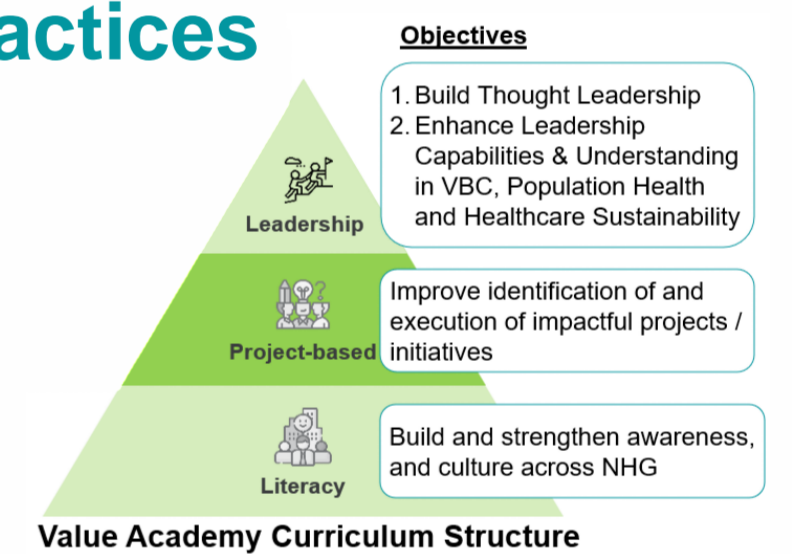 actices
Objectives
1. Build Thought Leadership
2. Enhance Leadership
Capabilities & Understanding
in VBC, Population Health
and Healthcare Sustainability
Leadership
Improve identification of and
execution of impactful projects /
initiatives
Project-based
Build and strengthen awareness,
and culture across NHG
Literacy
Value Academy Curriculum Structure